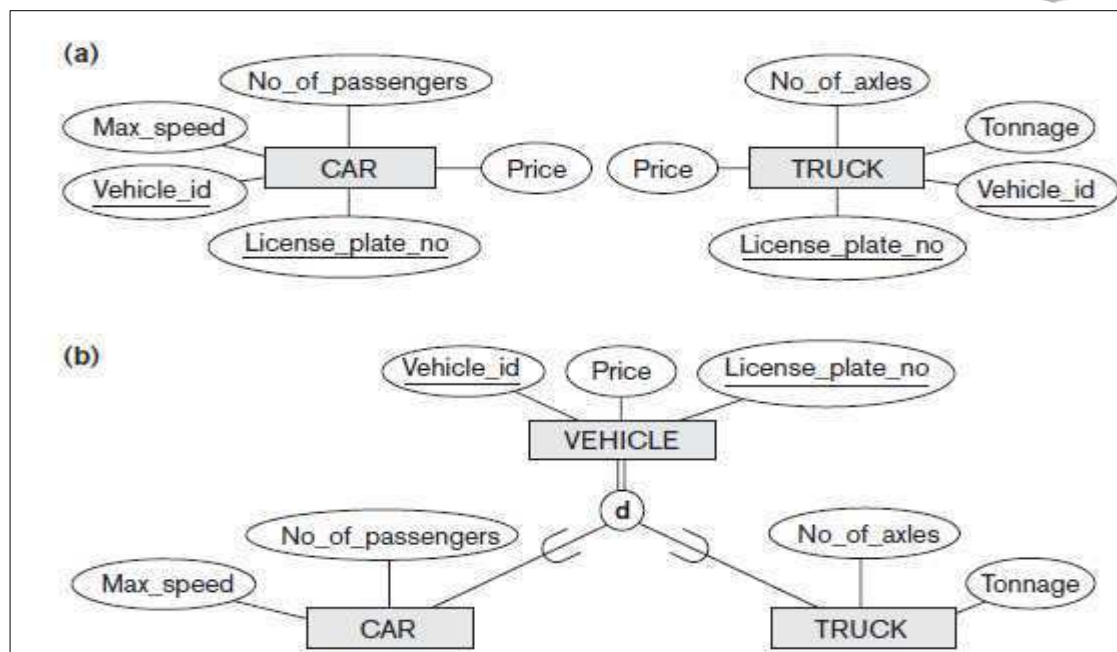 (a)
No_of_passengers
No_of_axles
Max_speed
Tonnage
CAR
Price
Price
TRUCK
Vehicle_id
Vehicle_id
License_plate_no
License_plate_no
(b)
Vehicle_id
Price
License_plate_no
VEHICLE
d
No_of_passengers
No_of_axles
Max_speed
Tonnage
CAR
TRUCK